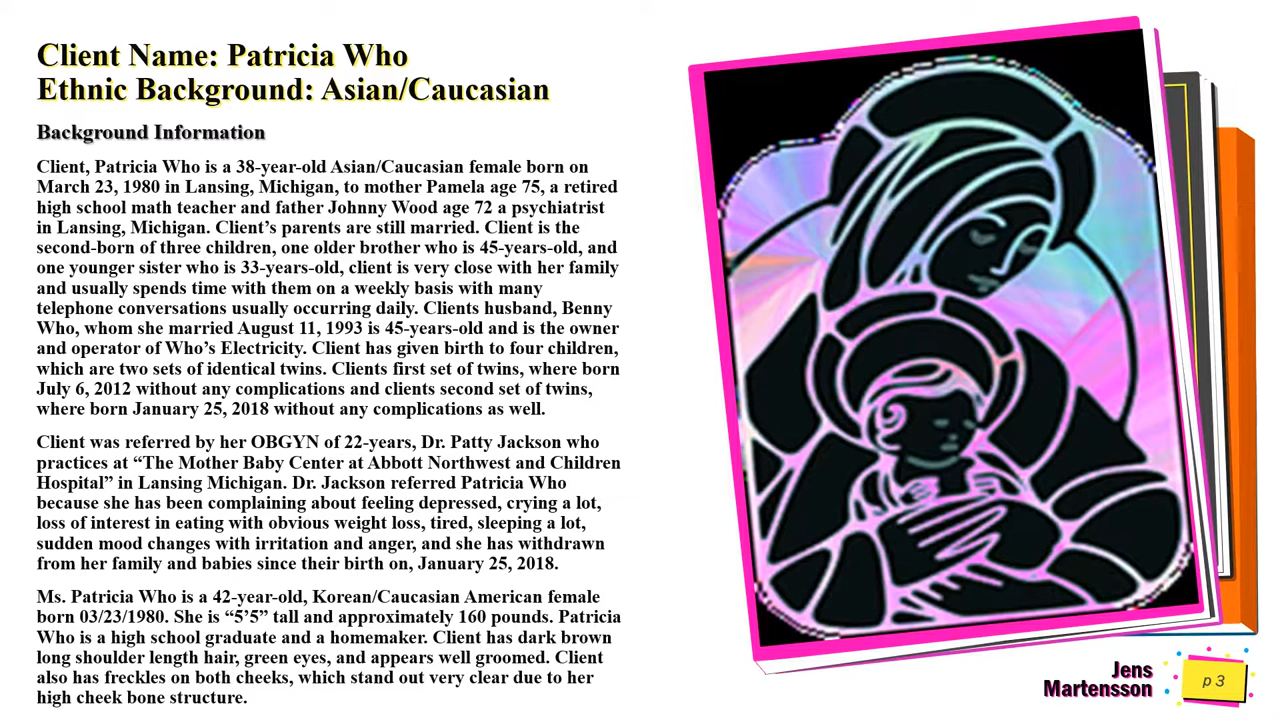 Client Name: Patricia Who
Ethnic Background: Asian/Caucasian
Background Information
Client, Patricia Who is a 38-year-old Asian/Caucasian female born on
March 23, 1980 in Lansing, Michigan, to mother Pamela age 75, a retired
high school math teacher and father Johnny Wood age 72 a psychiatrist
in Lansing, Michigan. Client’s parents are still married. Client is the
second-born of three children, one older brother who is 45-years-old, and
one younger sister who is 33-years-old, client is very close with her family
and usually spends time with them on a weekly basis with many
telephone conversations usually occurring daily. Clients husband, Benny
Who, whom she married August 11, 1993 is 45-years-old and is the owner
and operator of Who’s Electricity. Client has given birth to four children,
which are two sets of identical twins. Clients first set of twins, where born
July 6, 2012 without any complications and clients second set of twins,
where born January 25, 2018 without any complications as well.
Client was referred by her OBGYN of 22-years, Dr. Patty Jackson who
practices at “The Mother Baby Center at Abbott Northwest and Children
Hospital” in Lansing Michigan. Dr. Jackson referred Patricia Who
because she has been complaining about feeling depressed, crying a lot,
loss of interest in eating with obvious weight loss, tired, sleeping a lot,
sudden mood changes with irritation and anger, and she has withdrawn
from her family and babies since their birth on, January 25, 2018.
Ms. Patricia Who is a 42-year-old, Korean/Caucasian American female
born 03/23/1980. She is “5’5” tall and approximately 160 pounds. Patricia
Who is a high school graduate and a homemaker. Client has dark brown
long shoulder length hair, green eyes, and appears well groomed. Client
also has freckles on both cheeks, which stand out very clear due to her
high cheek bone structure.
Jens
Martensson
p 3